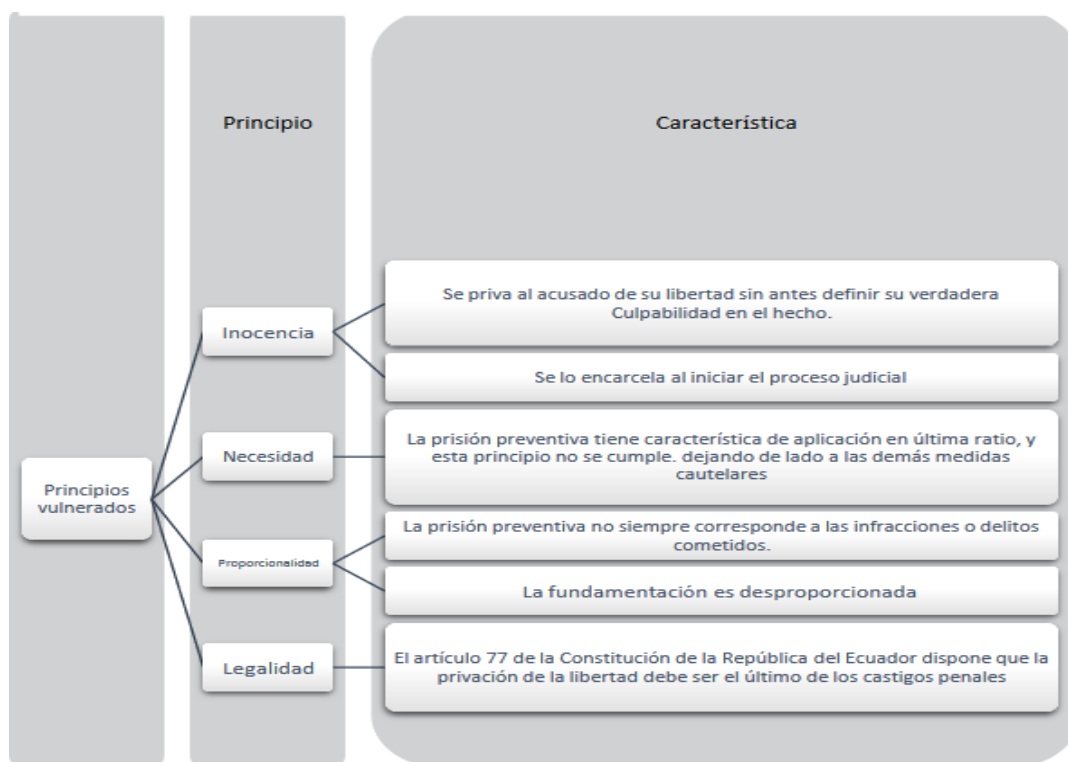 Principio
Característica
Principios
vulnerados
Inocencia
Se priva al acusado de su libertad sin antes definir su verdadera
Culpabilidad en el hecho.
Se lo encarcela al iniciar el proceso judicial
Necesidad
La prisión preventiva tiene característica de aplicación en última ratio, y
esta principio no se cumple. dejando de lado a las demás medidas
cautelares
Proporcionalidad
La prisión preventiva no siempre corresponde a las infracciones o delitos
cometidos.
La fundamentación es desproporcionada
Legalidad
El artículo 77 de la Constitución de la República del Ecuador dispone que la
privación de la libertad debe ser el último de los castigos penales